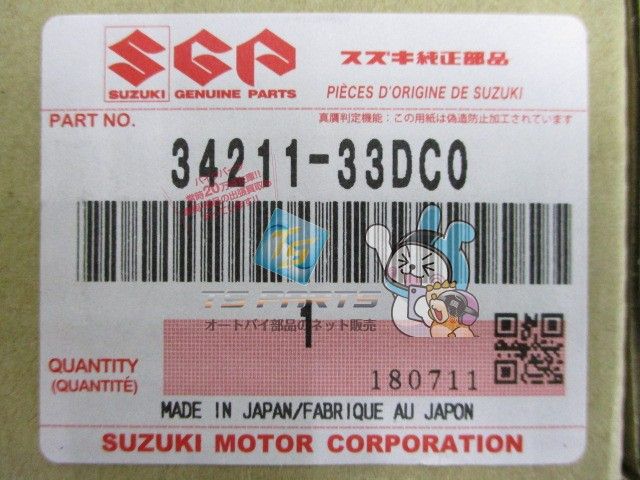 SGP
スズキ純正部品
SUZUKI GENUINE PARTS
PIÈCES D'ORIGINE DE SUZUKI
PART NO.
真贋判定機能：この用紙は偽造防止加工されています
34211-33DC0
TS
TS PARTS
オートバイ部品のネット販売
1
QUANTITY
(QUANTITÉ)
180711
MADE IN JAPAN/FABRIQUE AU JAPON
SUZUKI MOTOR CORPORATION